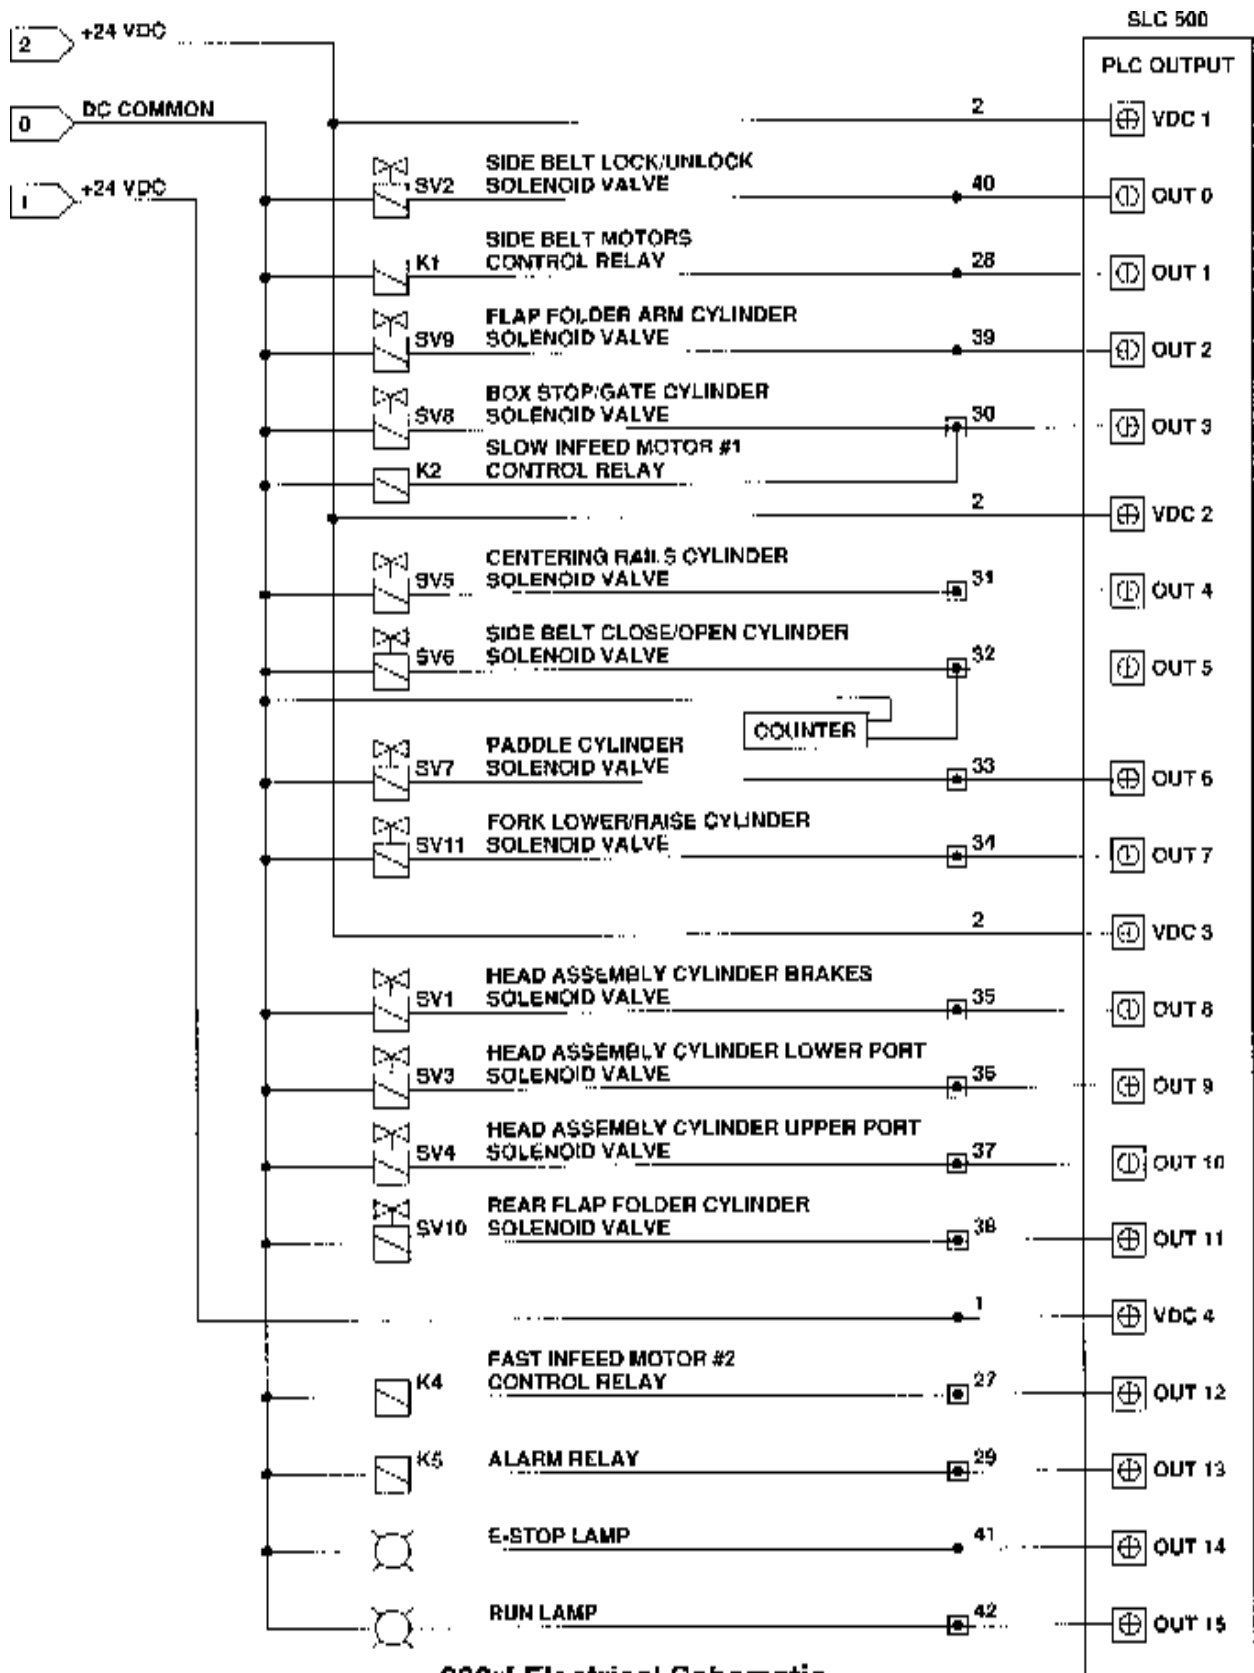 SLC 500
PLC OUTPUT
2 +24 VDC
0 DC COMMON
1 +24 VDC
2 VDC 1
SIDE BELT LOCK/UNLOCK
SV2 SOLENOID VALVE 40 OUT 0
SIDE BELT MOTORS
K1 CONTROL RELAY 28 OUT 1
FLAP FOLDER ARM CYLINDER
SV9 SOLENOID VALVE 39 OUT 2
BOX STOP/GATE CYLINDER
SV8 SOLENOID VALVE 30 OUT 3
SLOW INFEED MOTOR #1
K2 CONTROL RELAY
2 VDC 2
CENTERING RAILS CYLINDER
SV5 SOLENOID VALVE 31 OUT 4
SIDE BELT CLOSE/OPEN CYLINDER
SV6 SOLENOID VALVE 32 OUT 5
COUNTER
PADDLE CYLINDER
SV7 SOLENOID VALVE 33 OUT 6
FORK LOWER/RAISE CYLINDER
SV11 SOLENOID VALVE 34 OUT 7
2 VDC 3
HEAD ASSEMBLY CYLINDER BRAKES
SV1 SOLENOID VALVE 35 OUT 8
HEAD ASSEMBLY CYLINDER LOWER PORT
SV3 SOLENOID VALVE 36 OUT 9
HEAD ASSEMBLY CYLINDER UPPER PORT
SV4 SOLENOID VALVE 37 OUT 10
REAR FLAP FOLDER CYLINDER
SV10 SOLENOID VALVE 38 OUT 11
1 VDC 4
FAST INFEED MOTOR #2
K4 CONTROL RELAY 27 OUT 12
K5 ALARM RELAY 29 OUT 13
E-STOP LAMP 41 OUT 14
RUN LAMP 42 OUT 15
Electrical Schematic